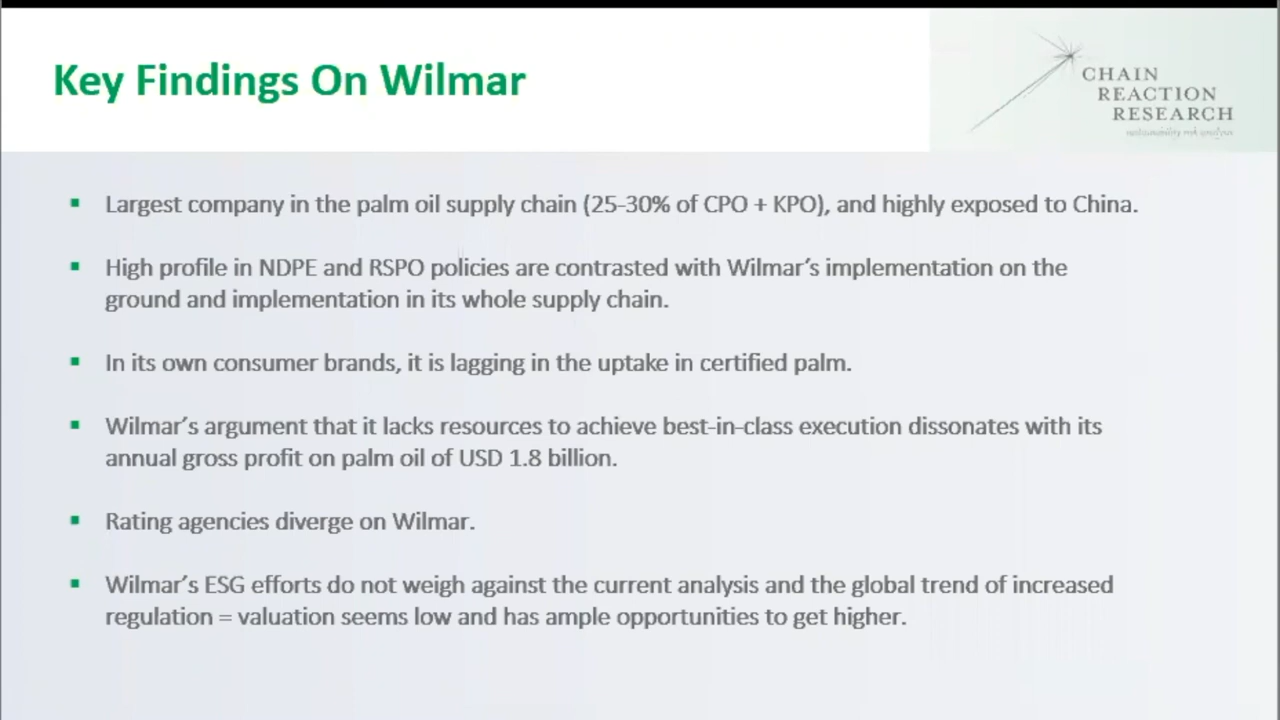 Key Findings On Wilmar
CHAIN
REACTION
RESEARCH
sustainability risk analysis
▪ Largest company in the palm oil supply chain (25-30% of CPO + KPO), and highly exposed to China.
▪ High profile in NDPE and RSPO policies are contrasted with Wilmar’s implementation on the
ground and implementation in its whole supply chain.
▪ In its own consumer brands, it is lagging in the uptake in certified palm.
▪ Wilmar’s argument that it lacks resources to achieve best-in-class execution dissonates with its
annual gross profit on palm oil of USD 1.8 billion.
▪ Rating agencies diverge on Wilmar.
▪ Wilmar’s ESG efforts do not weigh against the current analysis and the global trend of increased
regulation = valuation seems low and has ample opportunities to get higher.